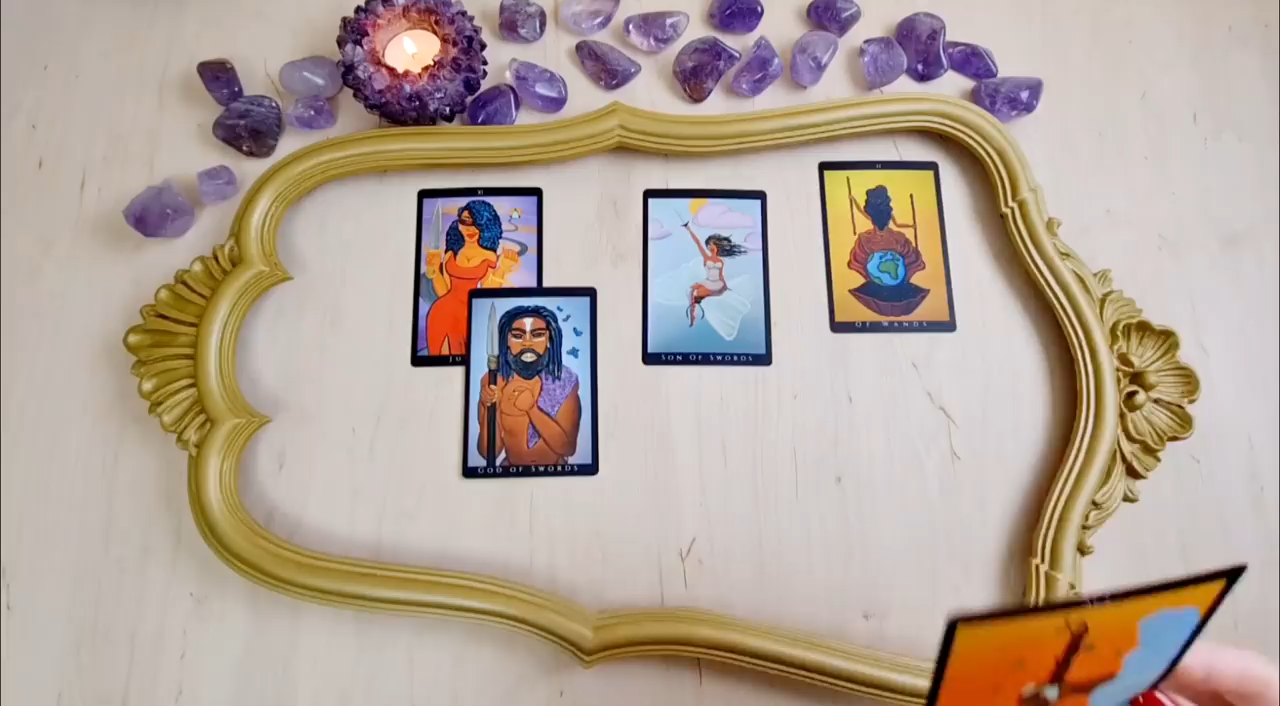 XI
JU
GOD OF SWORDS
SON OF SWORDS
II
OF WANDS